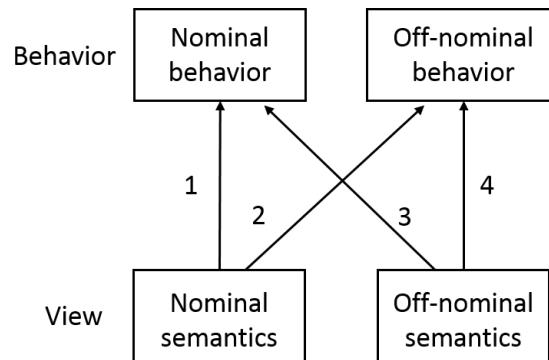 Behavior
Nominal
behavior
Off-nominal
behavior
1
2
3
4
View
Nominal
semantics
Off-nominal
semantics